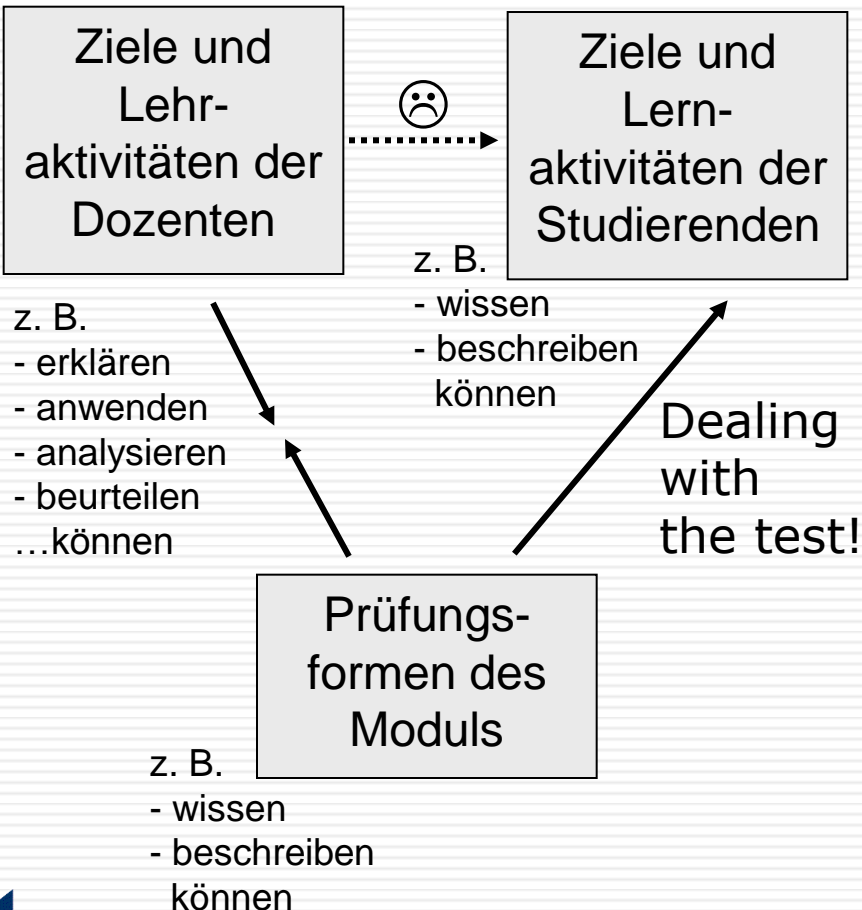 Ziele und
Lehr-
aktivitäten der
Dozenten
Ziele und
Lern-
aktivitäten der
Studierenden
z. B.
- erklären
- anwenden
- analysieren
- beurteilen
…können
z. B.
- wissen
- beschreiben
können
Dealing
with
the test!
Prüfungs-
formen des
Moduls
z. B.
- wissen
- beschreiben
können